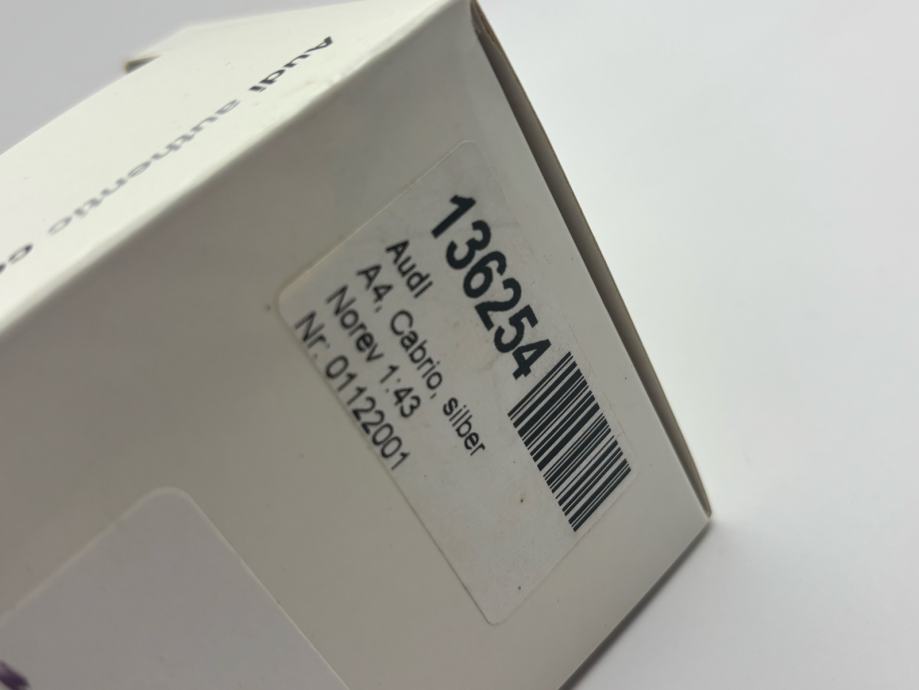 Audi authentic
136254
Audi
A4, Cabrio, silber
Norev 1:43
Nr. 01122001